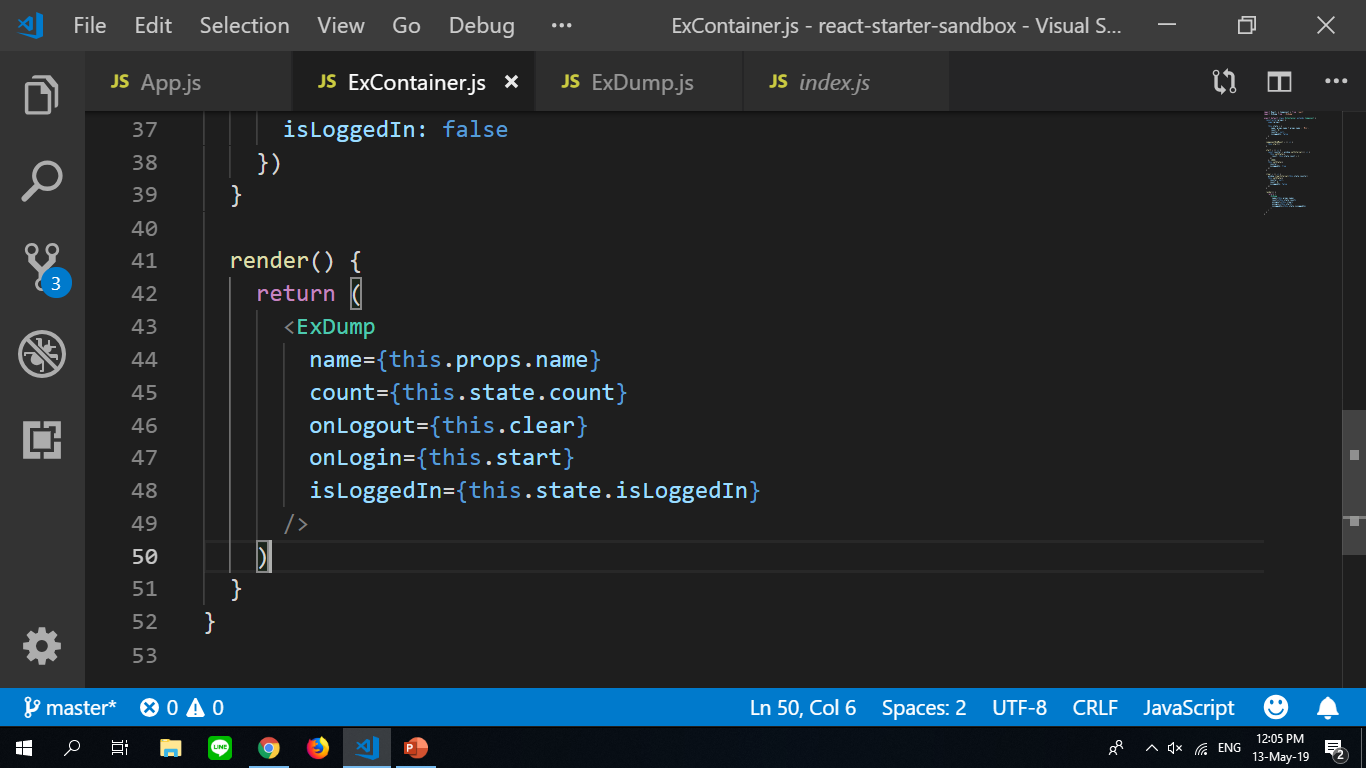 File Edit Selection View Go Debug ··· ExContainer.js - react-starter-sandbox - Visual S...
JS App.js JS ExContainer.js × JS ExDump.js JS index.js ···
37 isLoggedIn: false
38 })
39 }
40
41 render() {
42 return (
43 <ExDump
44 name={this.props.name}
45 count={this.state.count}
46 onLogout={this.clear}
47 onLogin={this.start}
48 isLoggedIn={this.state.isLoggedIn}
49 />
50 )
51 }
52 }
53
3
master* 0 0 Ln 50, Col 6 Spaces: 2 UTF-8 CRLF JavaScript
LINE P ENG 12:05 PM
13-May-19 2